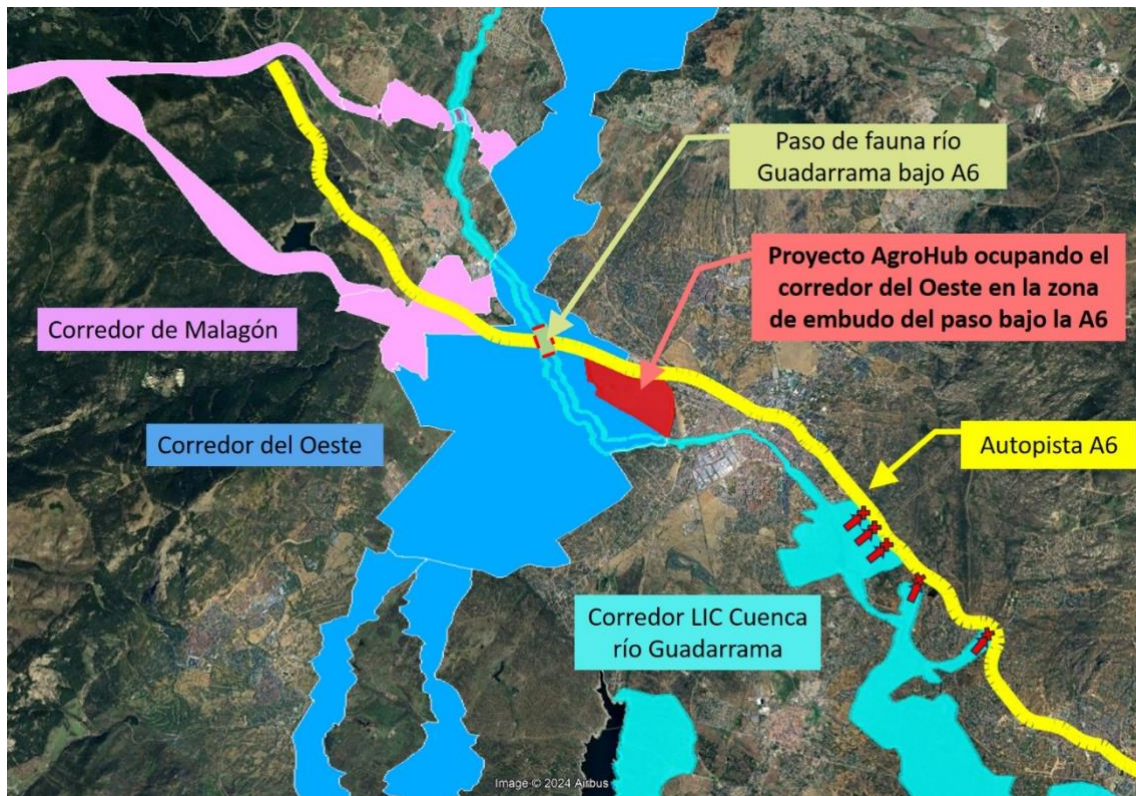 Paso de fauna río
Guadarrama bajo A6
Proyecto AgroHub ocupando el
corredor del Oeste en la zona
de embudo del paso bajo la A6
Corredor de Malagón
Corredor del Oeste
Autopista A6
Corredor LIC Cuenca
río Guadarrama
Image © 2024 Airbus